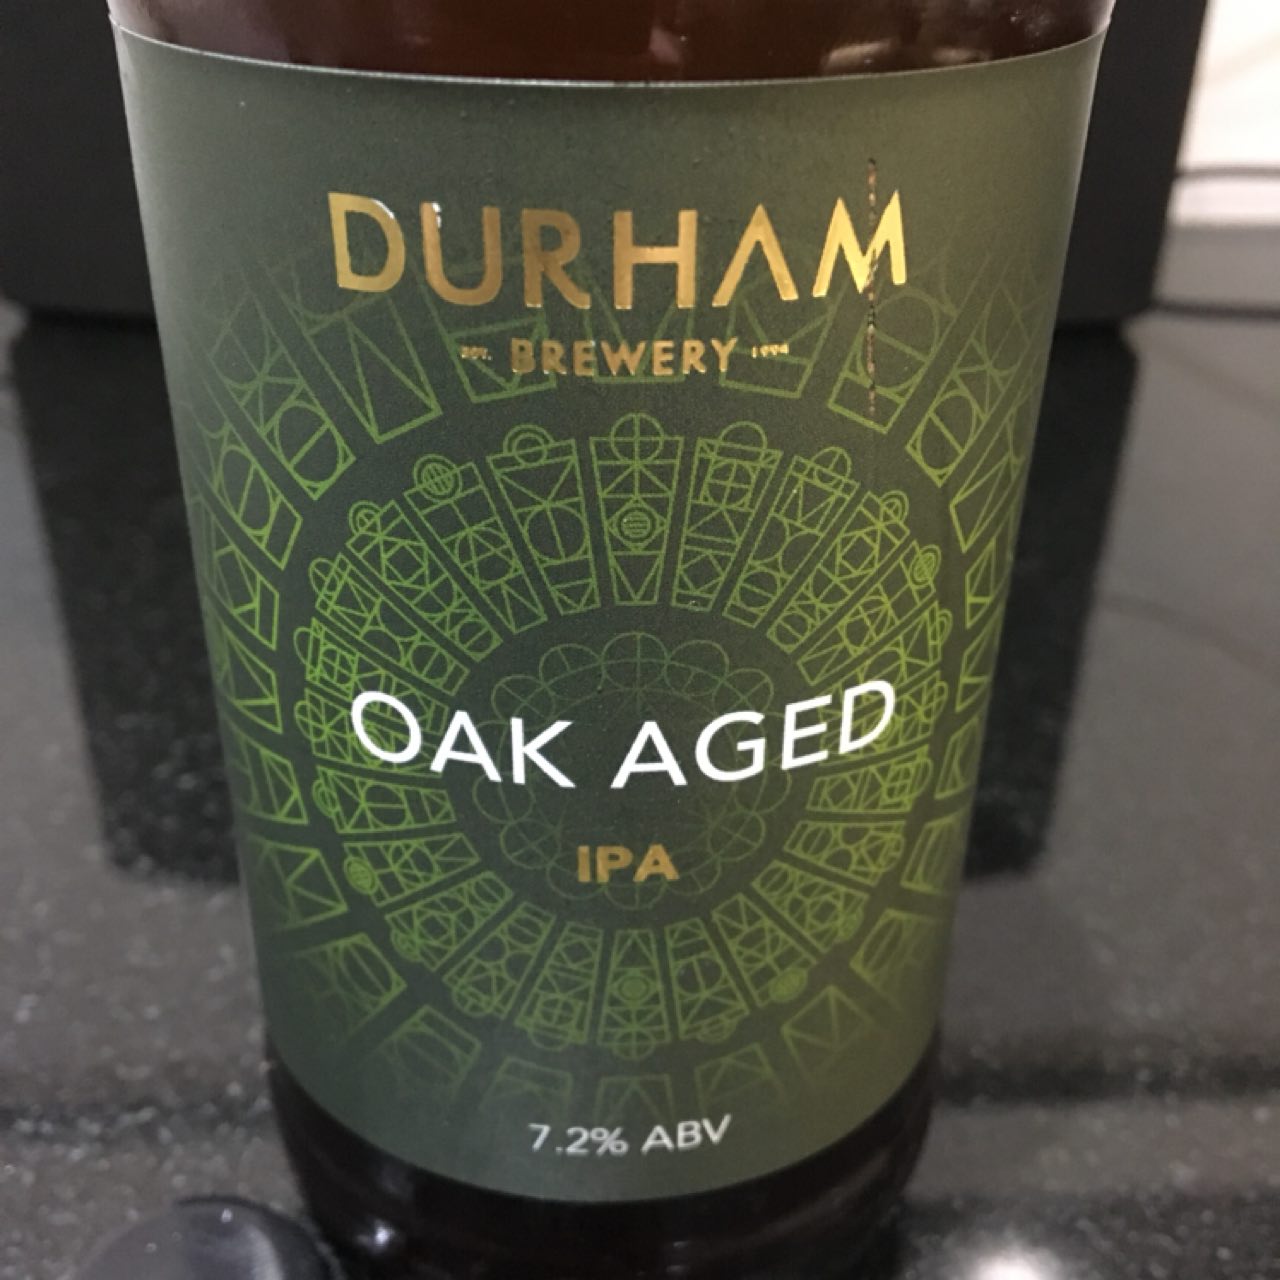 DURHAM
EST. BREWERY 1994
OAK AGED
IPA
7.2% ABV